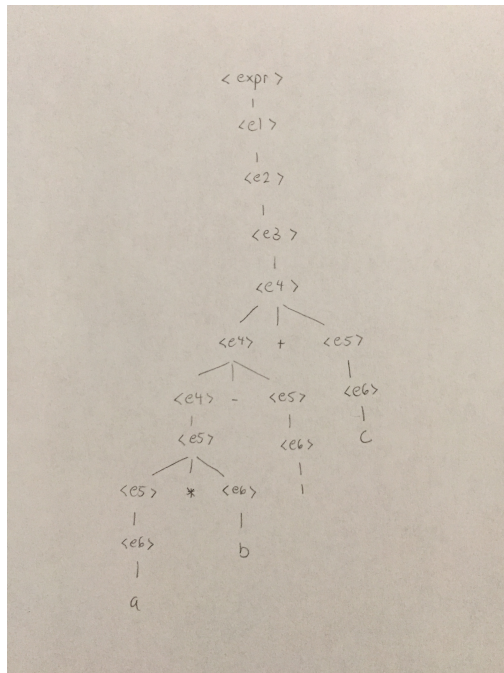 <expr>
<e1>
<e2>
<e3>
<e4>
<e4> + <e5>
<e4> - <e5> <e6>
<e5> <e6> c
<e5> * <e6> 1
<e6> b
a